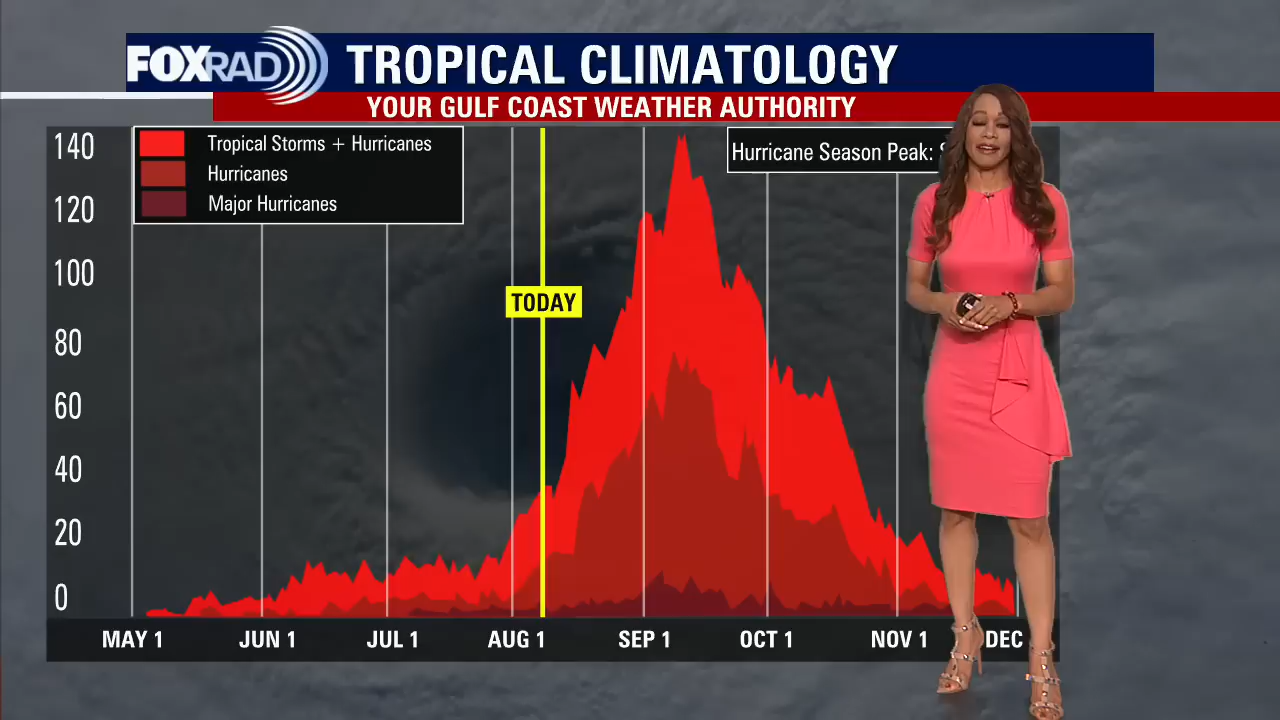 FOXRAD TROPICAL CLIMATOLOGY
YOUR GULF COAST WEATHER AUTHORITY
Tropical Storms + Hurricanes
Hurricanes
Major Hurricanes
Hurricane Season Peak:
140
120
100
80
60
40
20
0
TODAY
MAY 1 JUN 1 JUL 1 AUG 1 SEP 1 OCT 1 NOV 1 DEC